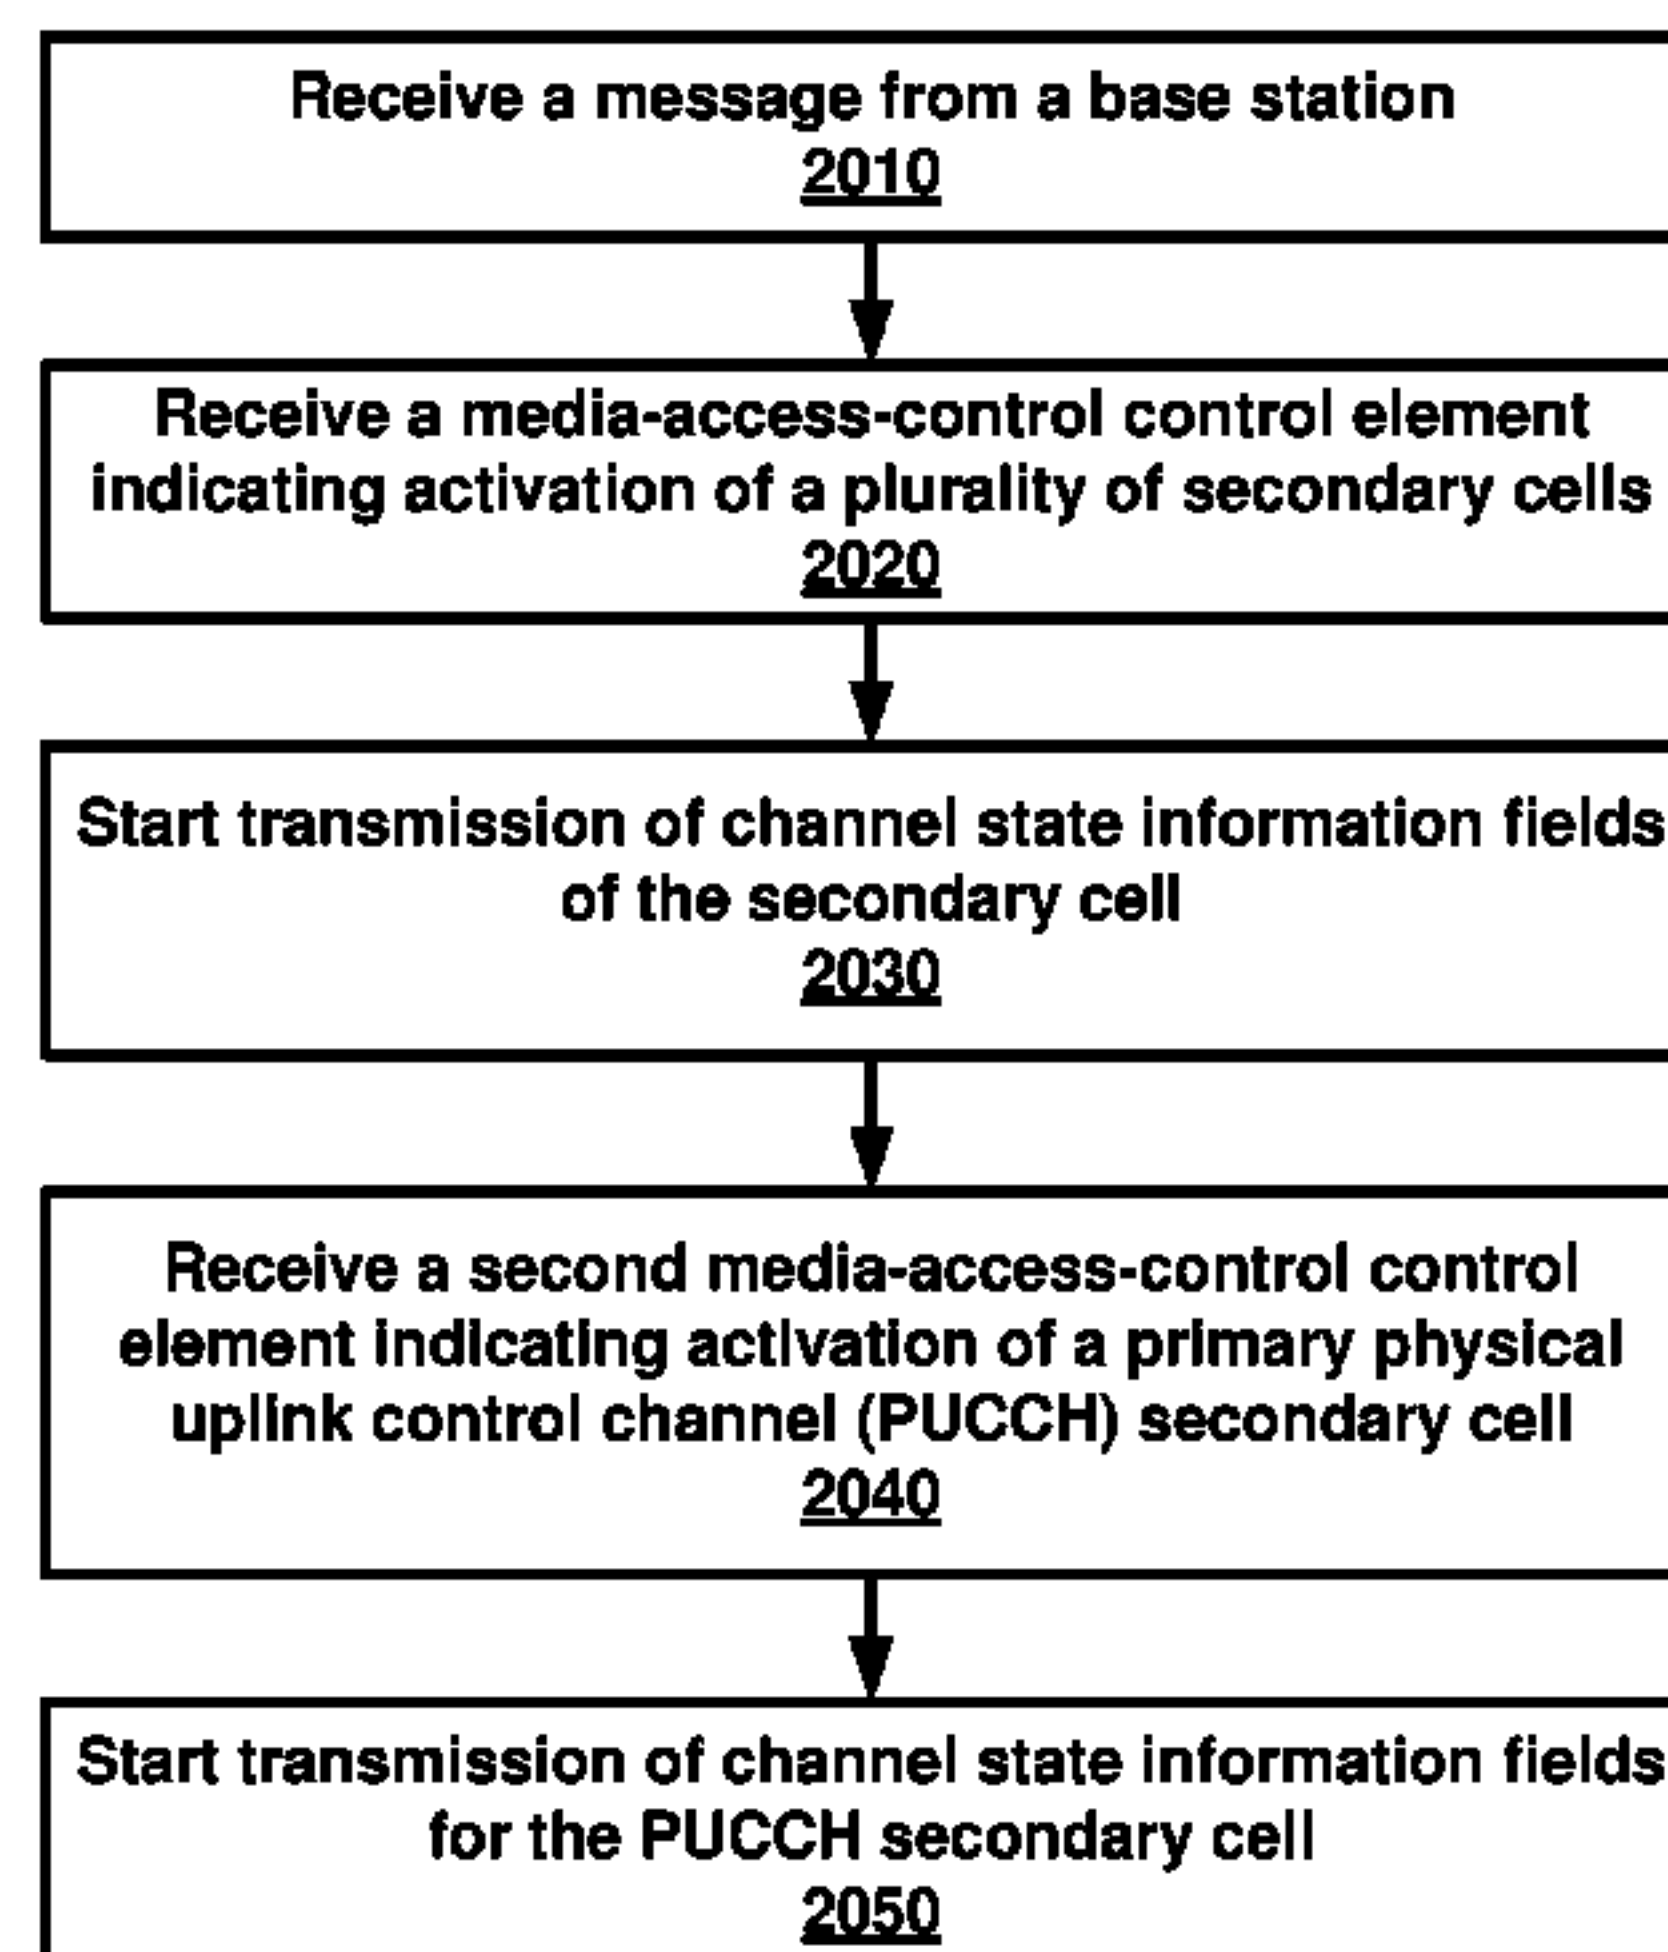 Receive a message from a base station
2010
Receive a media-access-control control element
indicating activation of a plurality of secondary cells
2020
Start transmission of channel state information fields
of the secondary cell
2030
Receive a second media-access-control control
element indicating activation of a primary physical
uplink control channel (PUCCH) secondary cell
2040
Start transmission of channel state information fields
for the PUCCH secondary cell
2050